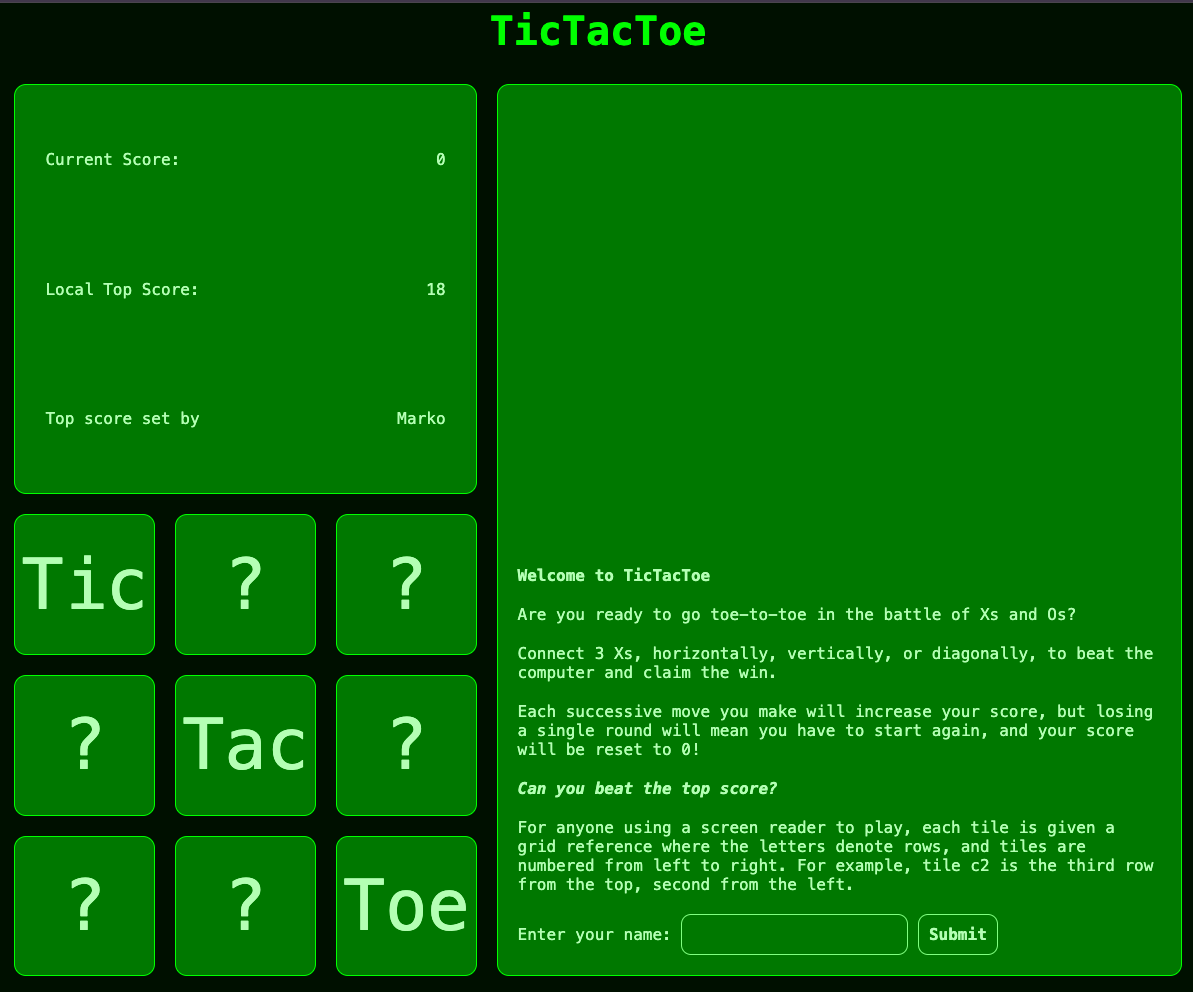 TicTacToe
Current Score: 0
Local Top Score: 18
Top score set by Marko
Tic ? ?
? Tac ?
? ? Toe
Welcome to TicTacToe
Are you ready to go toe-to-toe in the battle of Xs and Os?
Connect 3 Xs, horizontally, vertically, or diagonally, to beat the
computer and claim the win.
Each successive move you make will increase your score, but losing
a single round will mean you have to start again, and your score
will be reset to 0!
Can you beat the top score?
For anyone using a screen reader to play, each tile is given a
grid reference where the letters denote rows, and tiles are
numbered from left to right. For example, tile c2 is the third row
from the top, second from the left.
Enter your name: Submit